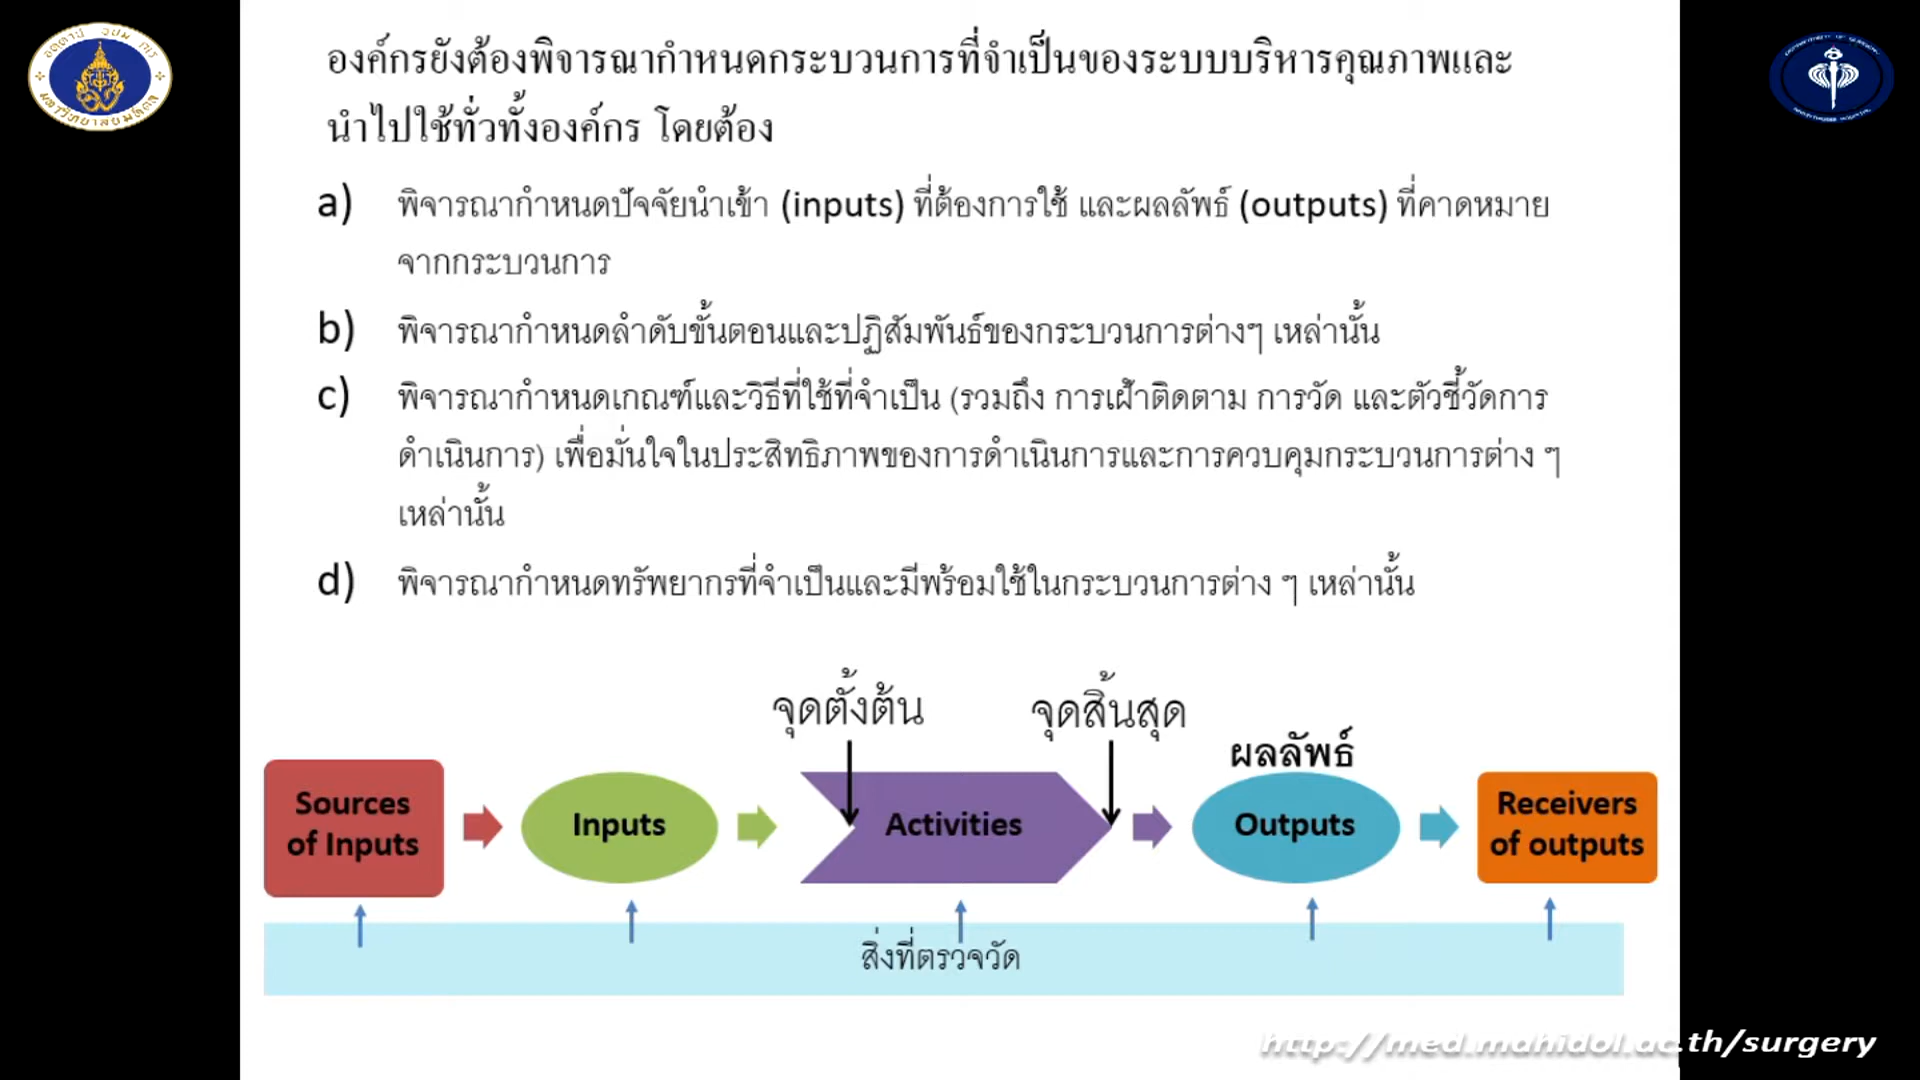 องค์กรยังต้องพิจารณากำหนดกระบวนการที่จำเป็นของระบบบริหารคุณภาพและ
นำไปใช้ทั่วทั้งองค์กร โดยต้อง
a) พิจารณากำหนดปัจจัยนำเข้า (inputs) ที่ต้องการใช้ และผลลัพธ์ (outputs) ที่คาดหมาย
จากกระบวนการ
b) พิจารณากำหนดลำดับขั้นตอนและปฏิสัมพันธ์ของกระบวนการต่างๆ เหล่านั้น
c) พิจารณากำหนดเกณฑ์และวิธีที่ใช้ที่จำเป็น (รวมถึง การเฝ้าติดตาม การวัด และตัวชี้วัดการ
ดำเนินการ) เพื่อมั่นใจในประสิทธิภาพของการดำเนินการและการควบคุมกระบวนการต่าง ๆ
เหล่านั้น
d) พิจารณากำหนดทรัพยากรที่จำเป็นและมีพร้อมใช้ในกระบวนการต่าง ๆ เหล่านั้น
จุดตั้งต้น
จุดสิ้นสุด
ผลลัพธ์
Sources
of Inputs
Inputs
Activities
Outputs
Receivers
of outputs
สิ่งที่ตรวจวัด
http://med.mahidol.ac.th/surgery